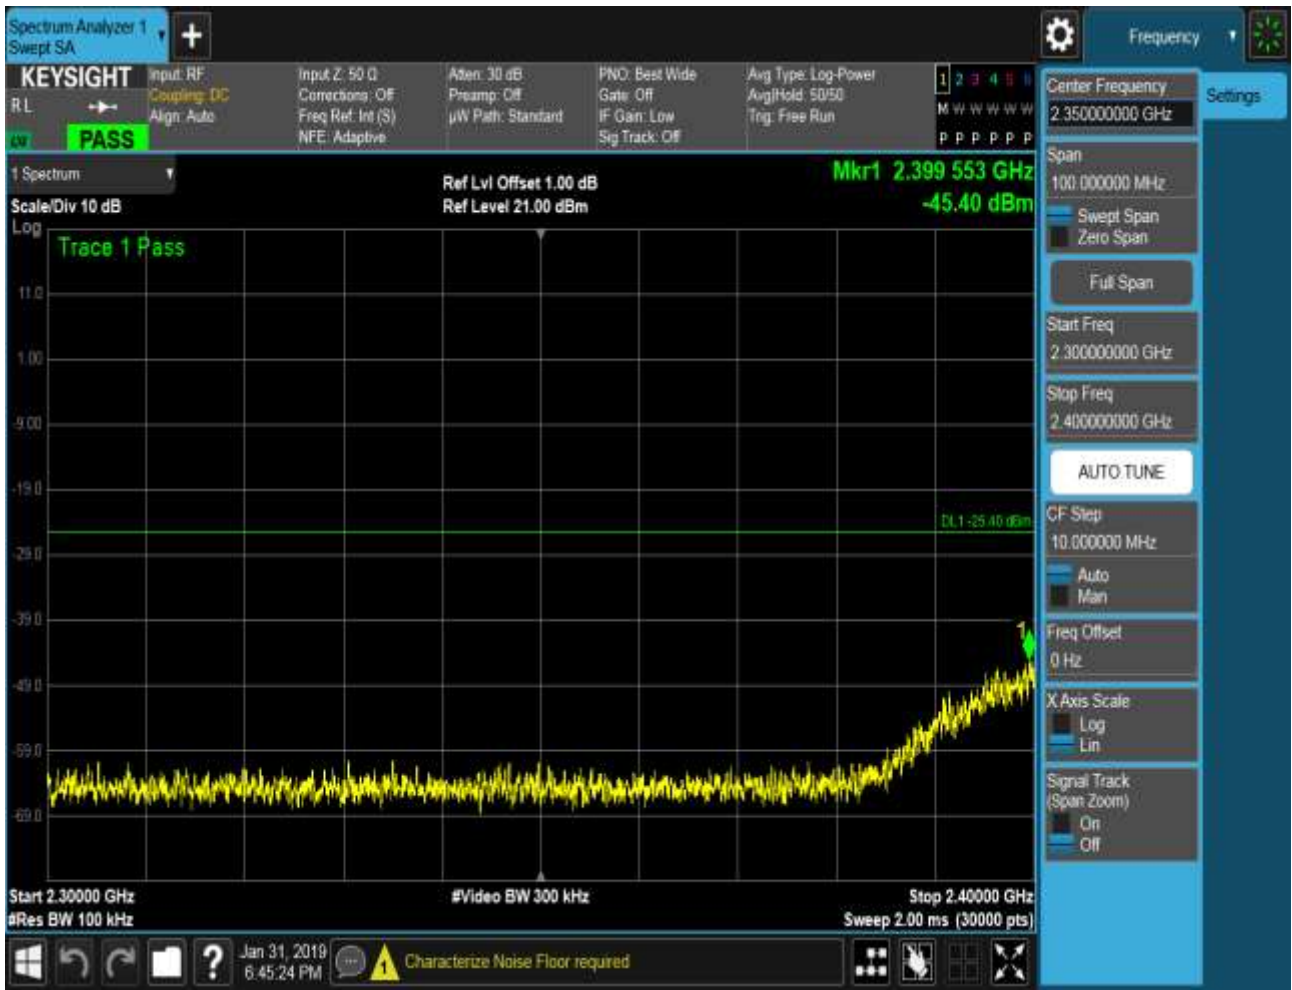 Spectrum Analyzer 1
Swept SA
Frequency
KEYSIGHT
R L
PASS
Input: RF
Coupling: DC
Align: Auto
Input Z: 50 Ω
Corrections: Off
Freq Ref: Int (S)
NFE: Adaptive
Atten: 30 dB
Preamp: Off
µW Path: Standard
PNO: Best Wide
Gate: Off
IF Gain: Low
Sig Track: Off
Avg Type: Log-Power
Avg|Hold: 50/50
Trig: Free Run
1 2 3 4 5 6
M W W W W W
P P P P P P
1 Spectrum
Scale/Div 10 dB
Ref Lvl Offset 1.00 dB
Ref Level 21.00 dBm
Mkr1 2.399 553 GHz
-45.40 dBm
Log
Trace 1 Pass
11.0
1.00
-9.00
-19.0
DL1 -25.40 dBm
-29.0
-39.0
1
-49.0
-59.0
-69.0
Start 2.30000 GHz
#Video BW 300 kHz
Stop 2.40000 GHz
#Res BW 100 kHz
Sweep 2.00 ms (30000 pts)
?
Jan 31, 2019
6:45:24 PM
1
Characterize Noise Floor required
Center Frequency
2.350000000 GHz
Settings
Span
100.000000 MHz
Swept Span
Zero Span
Full Span
Start Freq
2.300000000 GHz
Stop Freq
2.400000000 GHz
AUTO TUNE
CF Step
10.000000 MHz
Auto
Man
Freq Offset
0 Hz
X Axis Scale
Log
Lin
Signal Track
(Span Zoom)
On
Off